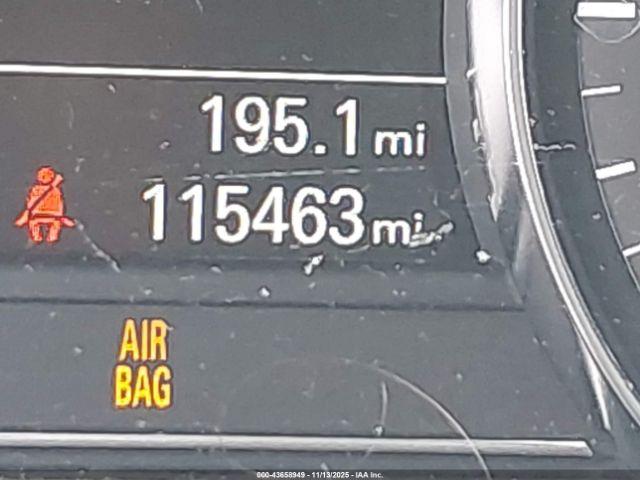 195.1 mi
115463 mi
AIR
BAG
000-43658949 - 11/13/2025 - IAA Inc.